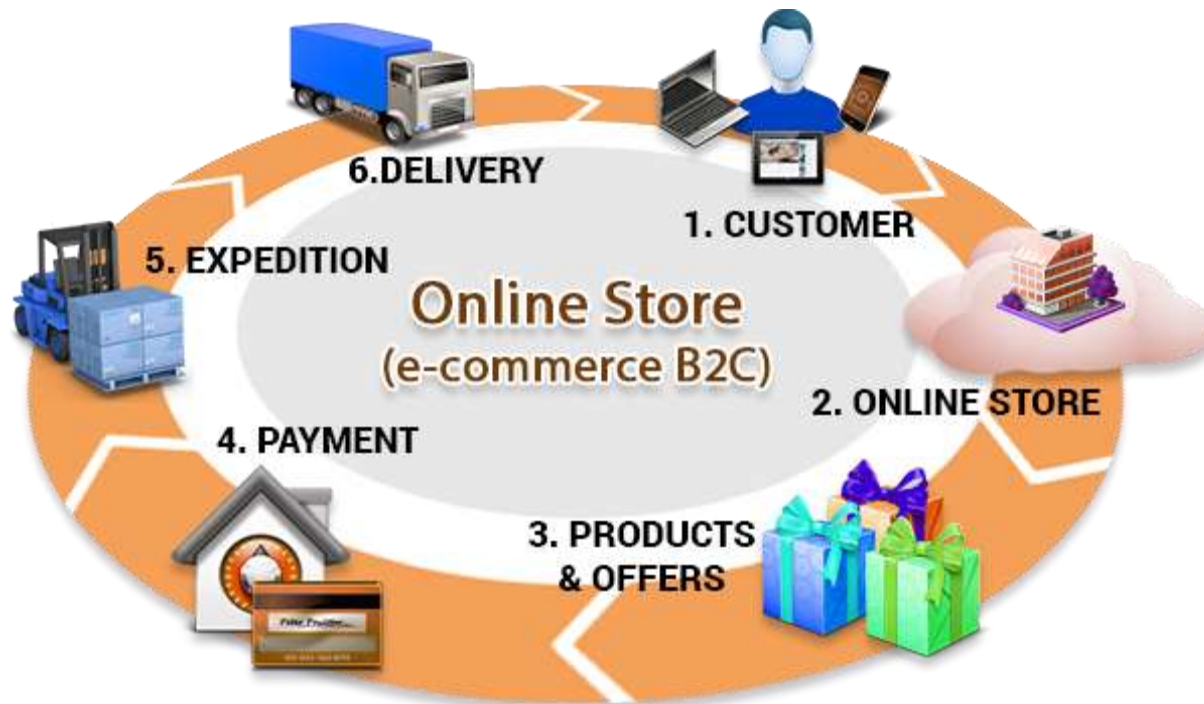 Online Store
(e-commerce B2C)
1. CUSTOMER
2. ONLINE STORE
3. PRODUCTS
& OFFERS
4. PAYMENT
5. EXPEDITION
6.DELIVERY